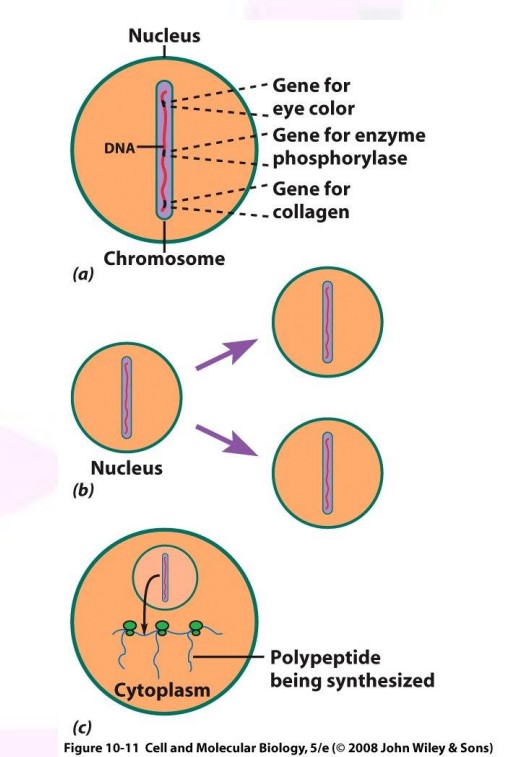 Nucleus
Gene for
eye color
Gene for enzyme
phosphorylase
DNA
Gene for
collagen
Chromosome
(a)
Nucleus
(b)
Polypeptide
being synthesized
Cytoplasm
(c)
Figure 10-11 Cell and Molecular Biology, 5/e (© 2008 John Wiley & Sons)